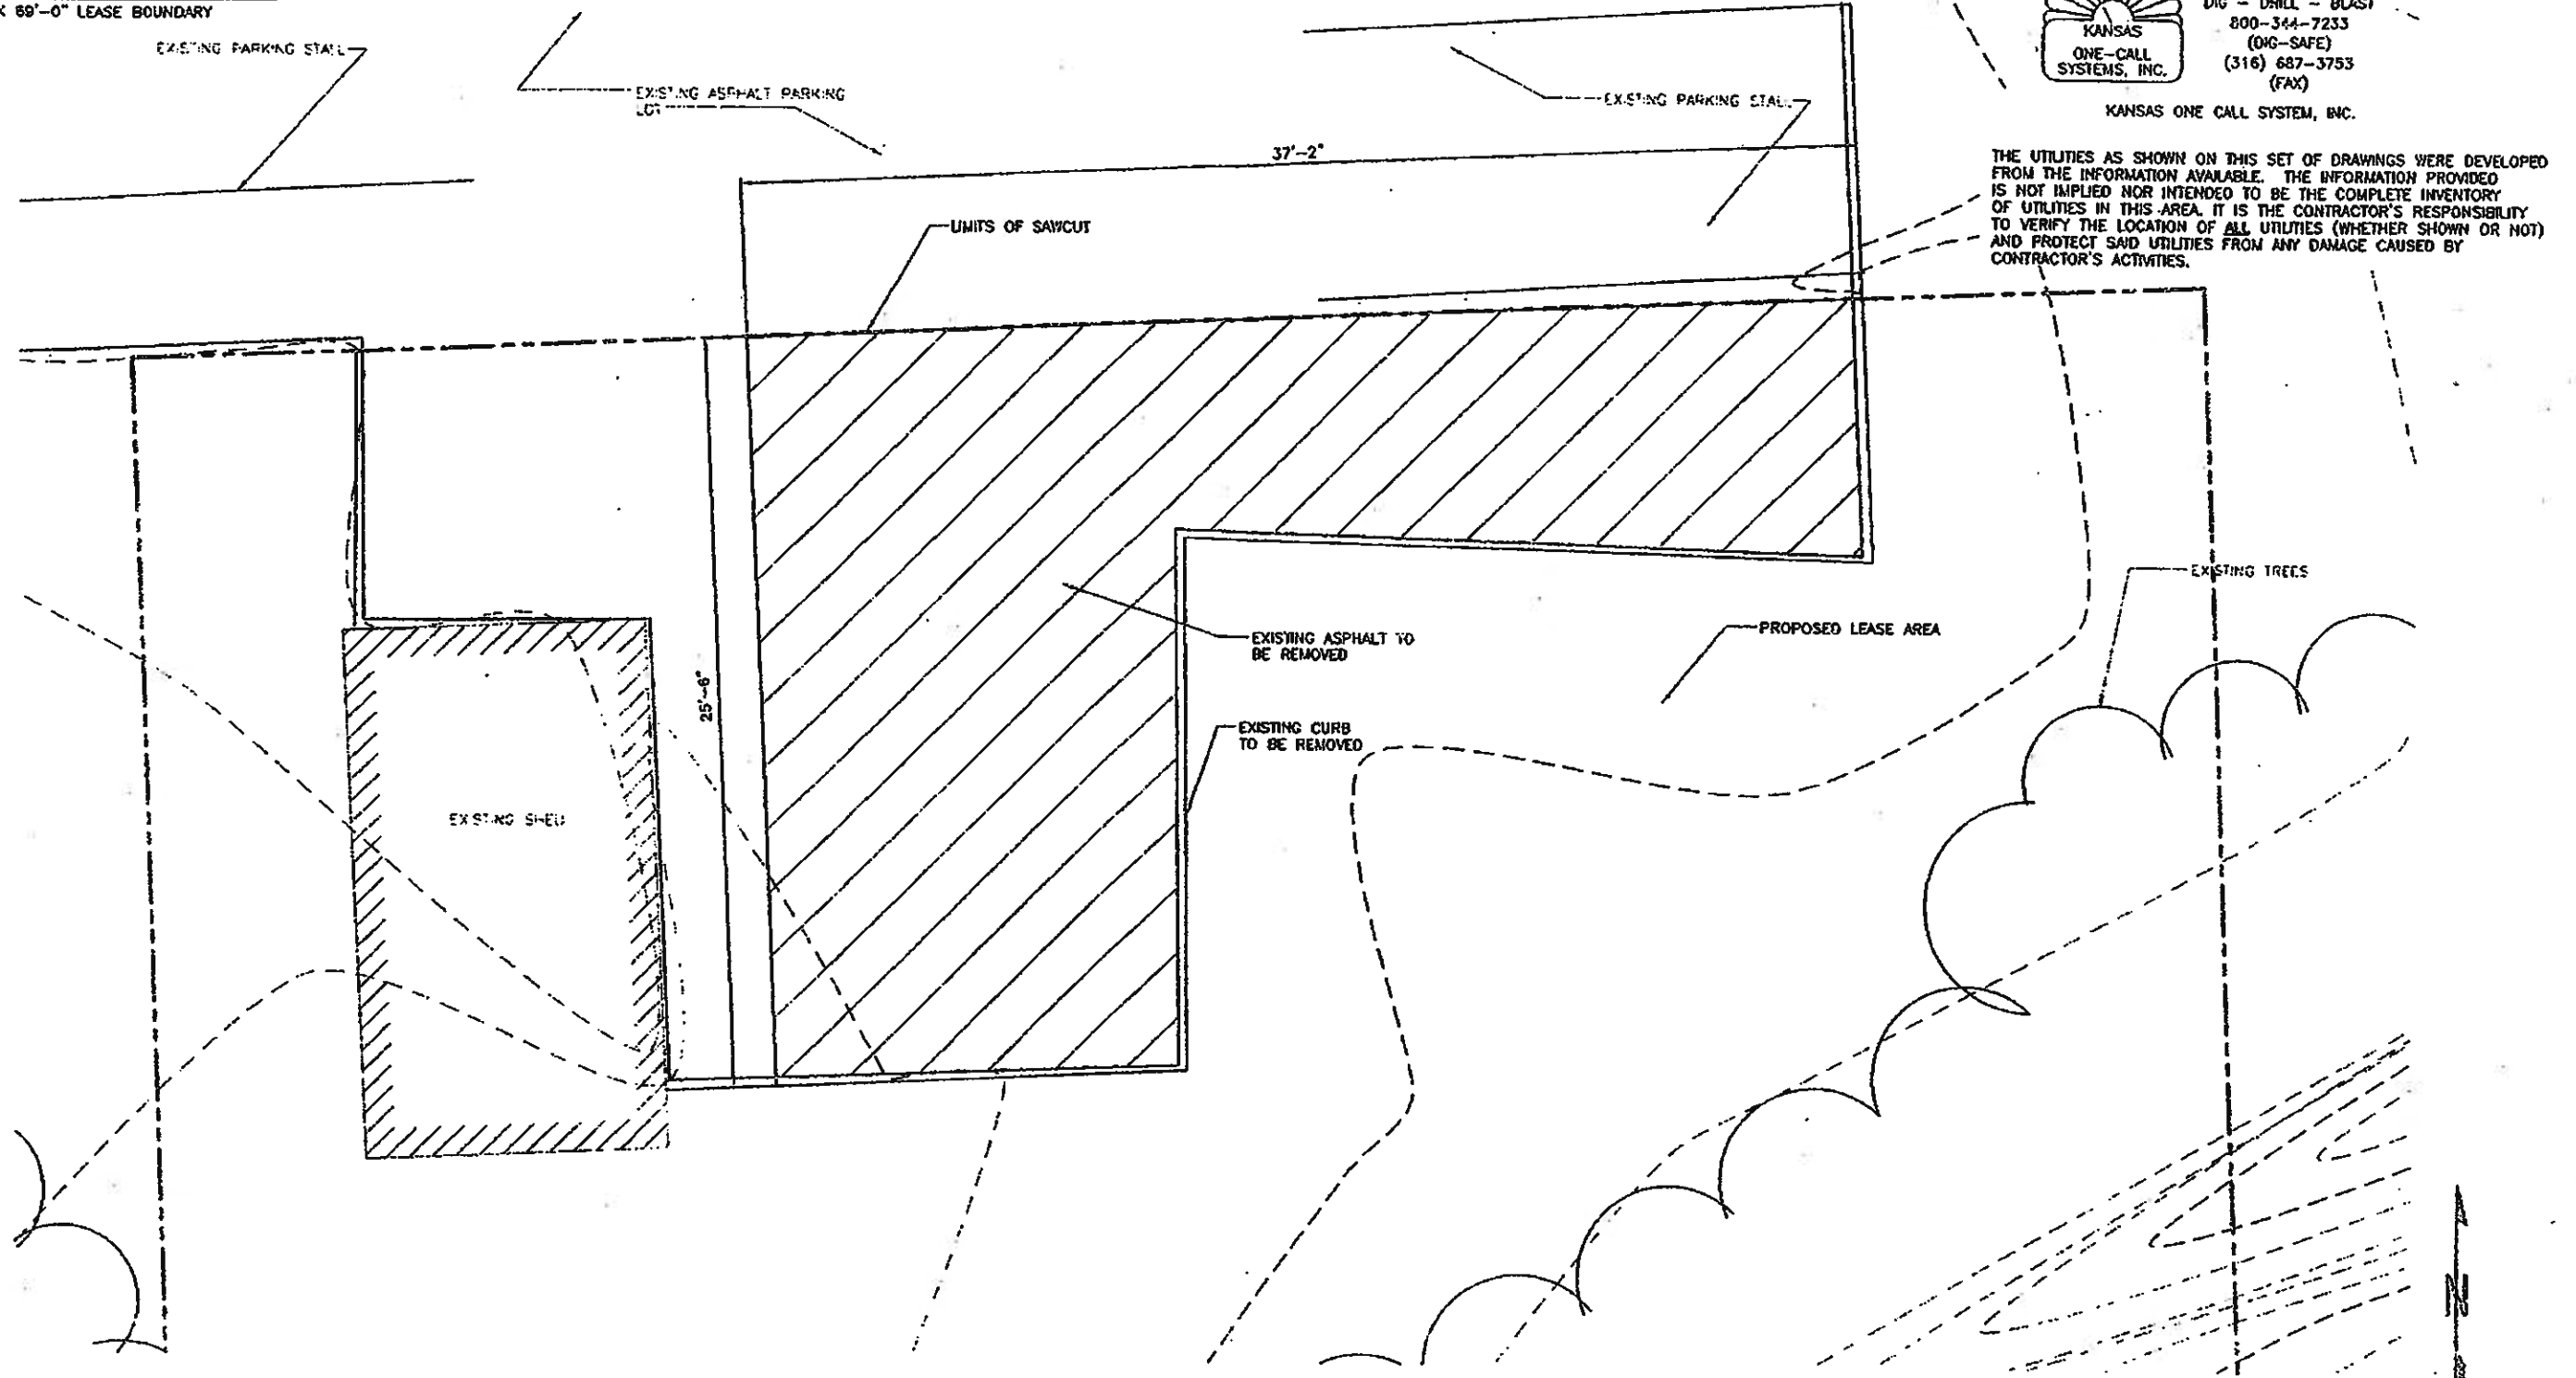 X 69'-0" LEASE BOUNDARY
EXISTING PARKING STALL
EXISTING ASPHALT PARKING
LOT
EXISTING PARKING STALL
37'-2"
LIMITS OF SAWCUT
DIG - DRILL - BLAST
800-344-7233
(DIG-SAFE)
(316) 687-3753
(FAX)
KANSAS
ONE-CALL
SYSTEMS, INC.
KANSAS ONE CALL SYSTEM, INC.
THE UTILITIES AS SHOWN ON THIS SET OF DRAWINGS WERE DEVELOPED
FROM THE INFORMATION AVAILABLE. THE INFORMATION PROVIDED
IS NOT IMPLIED NOR INTENDED TO BE THE COMPLETE INVENTORY
OF UTILITIES IN THIS AREA. IT IS THE CONTRACTOR'S RESPONSIBILITY
TO VERIFY THE LOCATION OF ALL UTILITIES (WHETHER SHOWN OR NOT)
AND PROTECT SAID UTILITIES FROM ANY DAMAGE CAUSED BY
CONTRACTOR'S ACTIVITIES.
EXISTING TREES
PROPOSED LEASE AREA
EXISTING ASPHALT TO
BE REMOVED
25'-6"
EXISTING CURB
TO BE REMOVED
EXISTING SHED
N